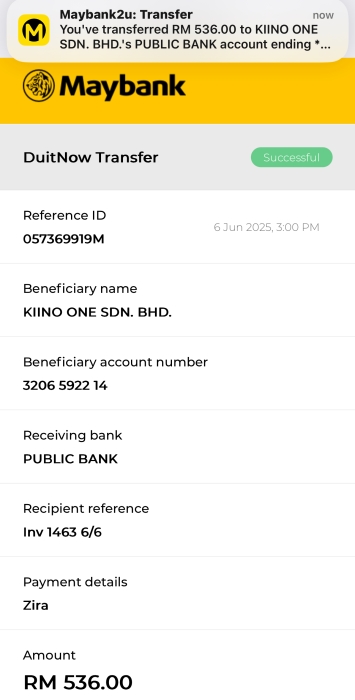 Maybank2u: Transfer
now
You've transferred RM 536.00 to KIINO ONE
SDN. BHD.'s PUBLIC BANK account ending *...
Maybank
DuitNow Transfer
Successful
Reference ID
6 Jun 2025, 3:00 PM
057369919M
Beneficiary name
KIINO ONE SDN. BHD.
Beneficiary account number
3206 5922 14
Receiving bank
PUBLIC BANK
Recipient reference
Inv 1463 6/6
Payment details
Zira
Amount
RM 536.00